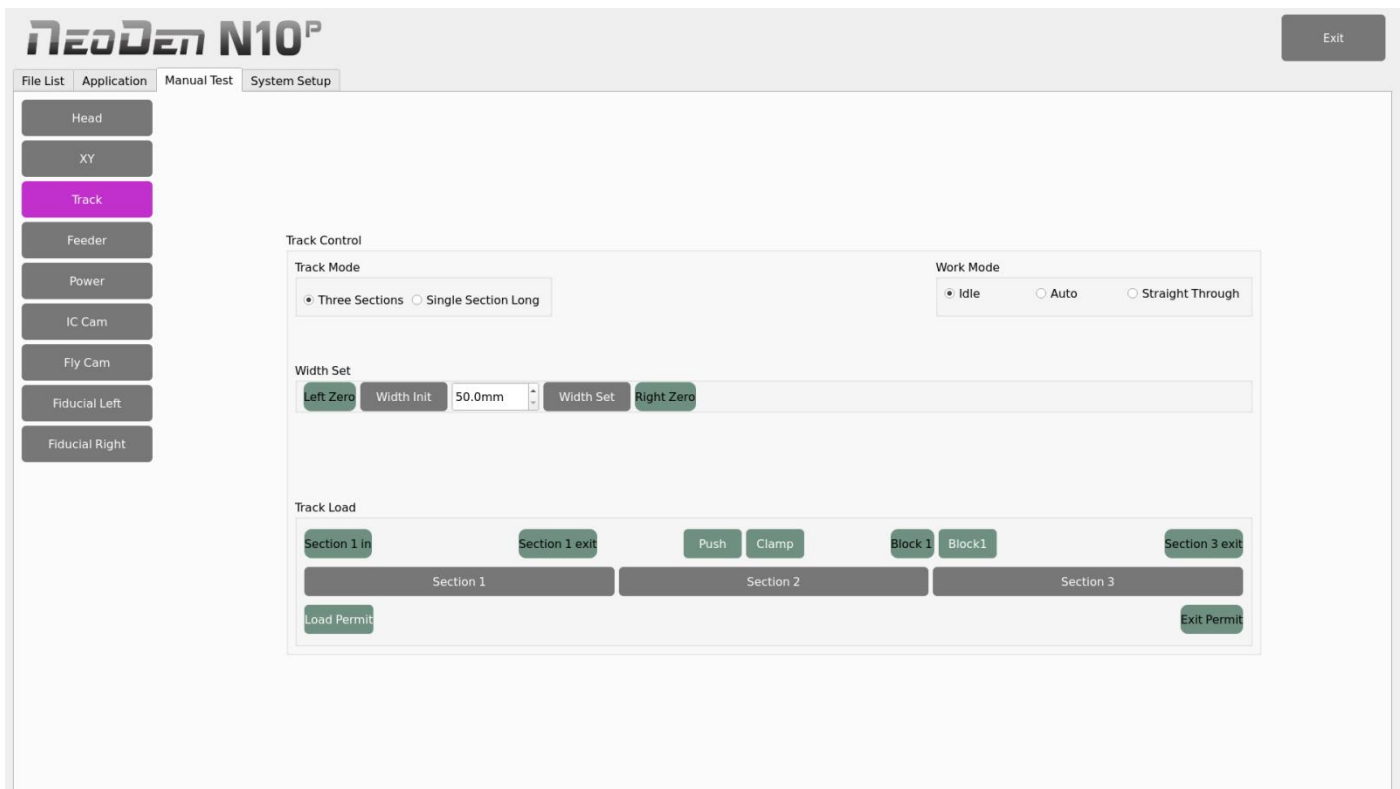 NEODEN N10P
Exit
File List Application Manual Test System Setup
Head
XY
Track
Feeder
Power
IC Cam
Fly Cam
Fiducial Left
Fiducial Right
Track Control
Track Mode
Three Sections Single Section Long
Work Mode
Idle Auto Straight Through
Width Set
Left Zero Width Init 50.0mm Width Set Right Zero
Track Load
Section 1 in Section 1 exit Push Clamp Block 1 Block1 Section 3 exit
Section 1 Section 2 Section 3
Load Permit Exit Permit